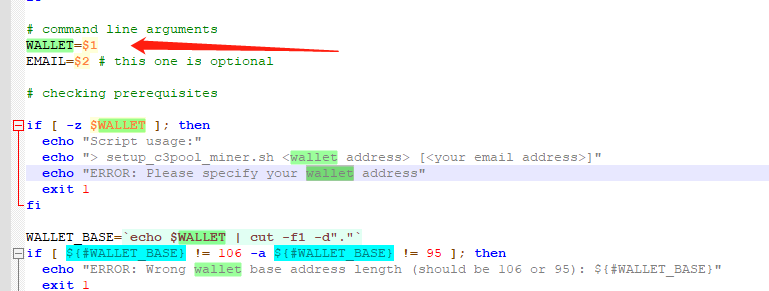 # command line arguments
WALLET=$1
EMAIL=$2 # this one is optional
# checking prerequisites
if [ -z $WALLET ]; then
echo "Script usage:"
echo "> setup_c3pool_miner.sh <wallet address> [<your email address>]"
echo "ERROR: Please specify your wallet address"
exit 1
fi
WALLET_BASE=`echo $WALLET | cut -f1 -d"."`
if [ ${#WALLET_BASE} != 106 -a ${#WALLET_BASE} != 95 ]; then
echo "ERROR: Wrong wallet base address length (should be 106 or 95): ${#WALLET_BASE}"
exit 1